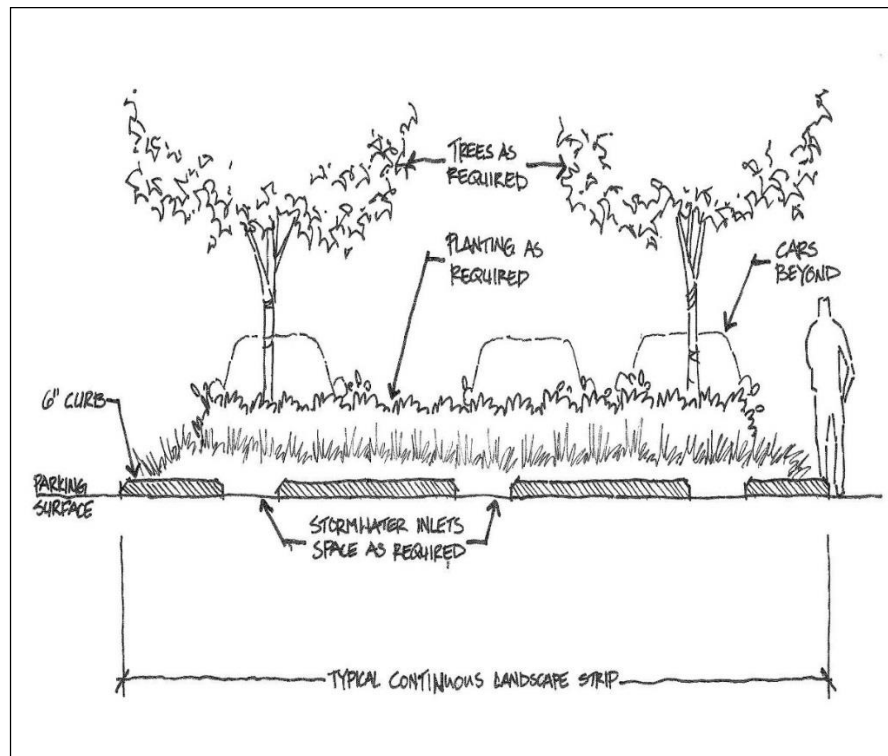 TREES AS
REQUIRED
PLANTING AS
REQUIRED
CARS
BEYOND
6" CURB
PARKING
SURFACE
STORMWATER INLETS
SPACE AS REQUIRED
TYPICAL CONTINUOUS LANDSCAPE STRIP